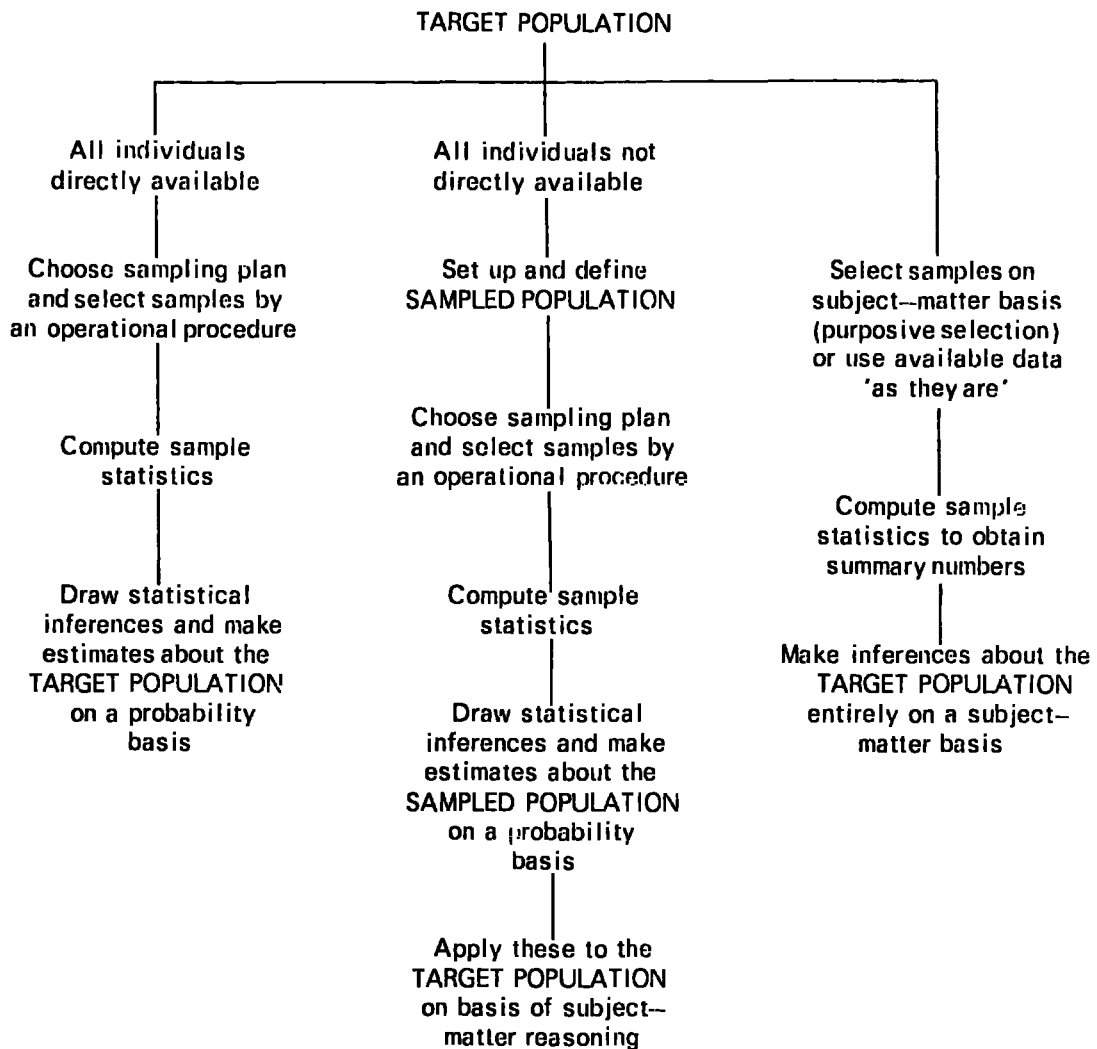 TARGET POPULATION
All individuals
directly available
Choose sampling plan
and select samples by
an operational procedure
Compute sample
statistics
Draw statistical
inferences and make
estimates about the
TARGET POPULATION
on a probability
basis
All individuals not
directly available
Set up and define
SAMPLED POPULATION
Choose sampling plan
and select samples by
an operational procedure
Compute sample
statistics
Draw statistical
inferences and make
estimates about the
SAMPLED POPULATION
on a probability
basis
Apply these to the
TARGET POPULATION
on basis of subject—
matter reasoning
Select samples on
subject—matter basis
(purposive selection)
or use available data
'as they are'
Compute sample
statistics to obtain
summary numbers
Make inferences about the
TARGET POPULATION
entirely on a subject—
matter basis